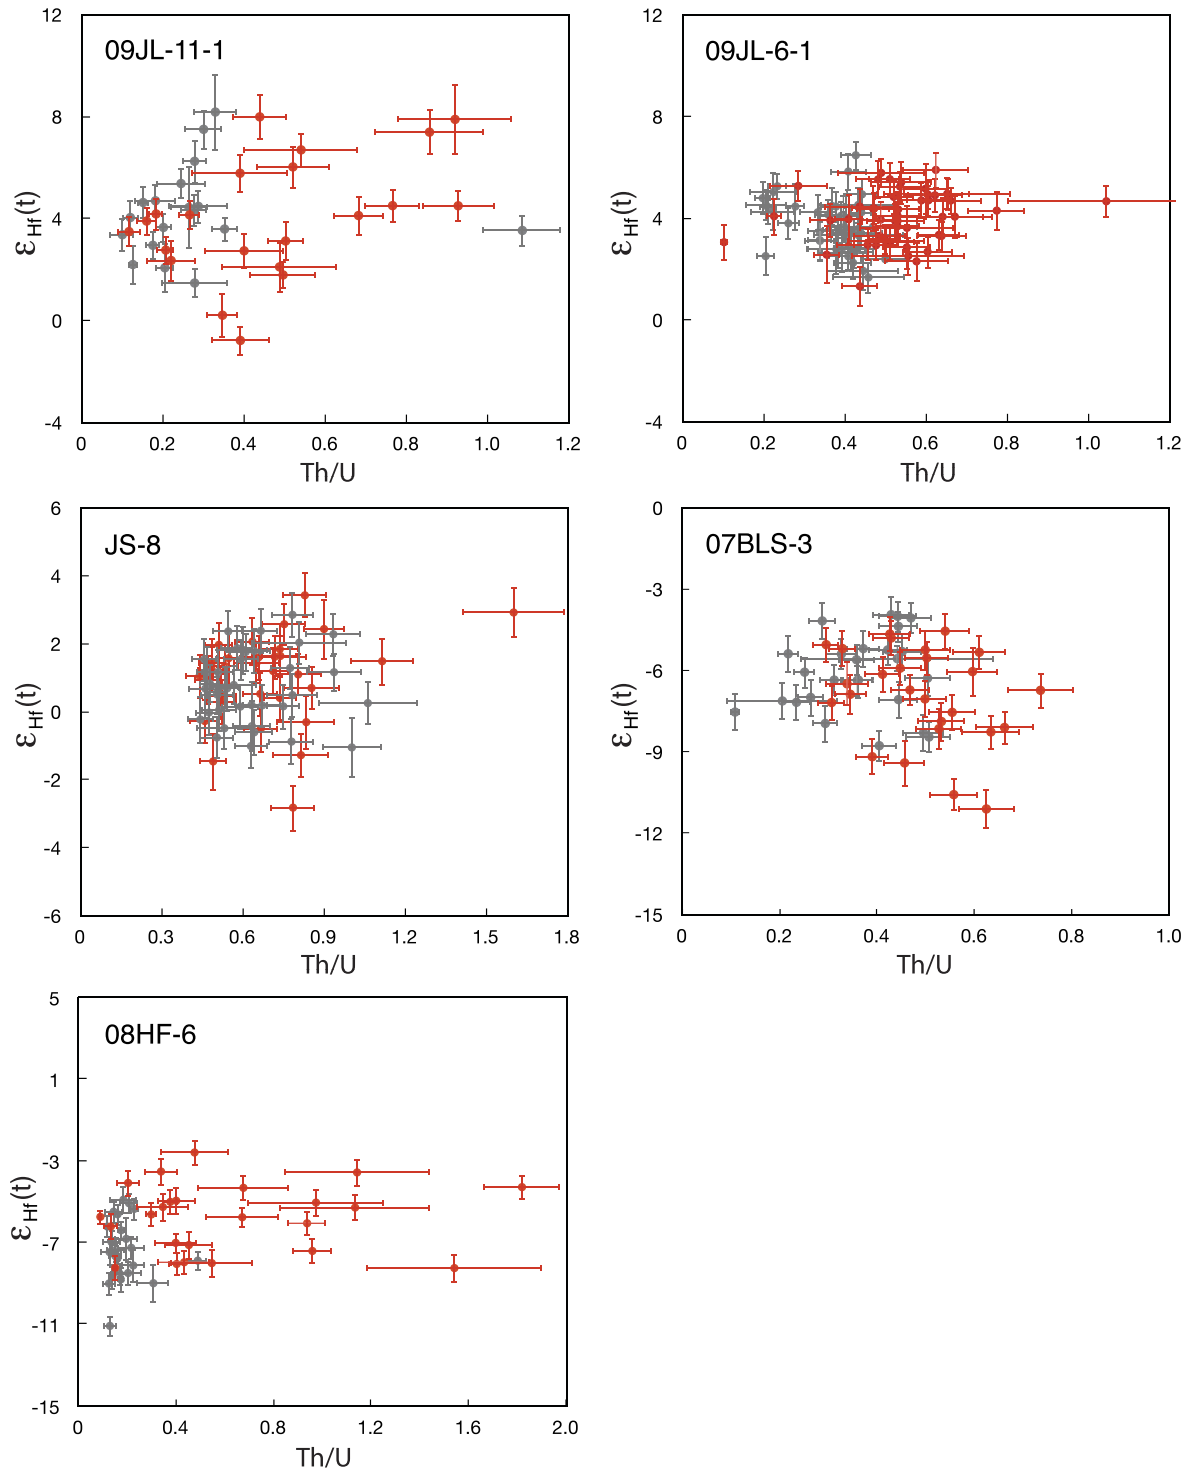 12
8
4
0
-4
09JL-11-1
εHf(t)
0 0.2 0.4 0.6 0.8 1.0 1.2
Th/U
12
8
4
0
-4
09JL-6-1
εHf(t)
0 0.2 0.4 0.6 0.8 1.0 1.2
Th/U
6
4
2
0
-2
-4
-6
JS-8
εHf(t)
0 0.3 0.6 0.9 1.2 1.5 1.8
Th/U
0
-3
-6
-9
-12
-15
07BLS-3
εHf(t)
0 0.2 0.4 0.6 0.8 1.0
Th/U
5
1
-3
-7
-11
-15
08HF-6
εHf(t)
0 0.4 0.8 1.2 1.6 2.0
Th/U